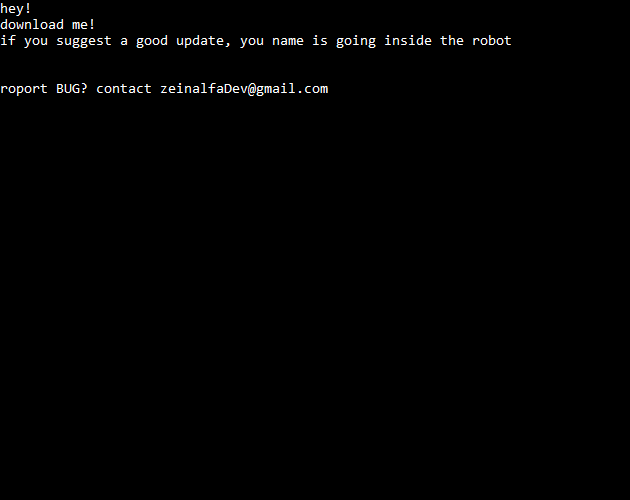 hey!
download me!
if you suggest a good update, you name is going inside the robot
roport BUG? contact zeinalfaDev@gmail.com